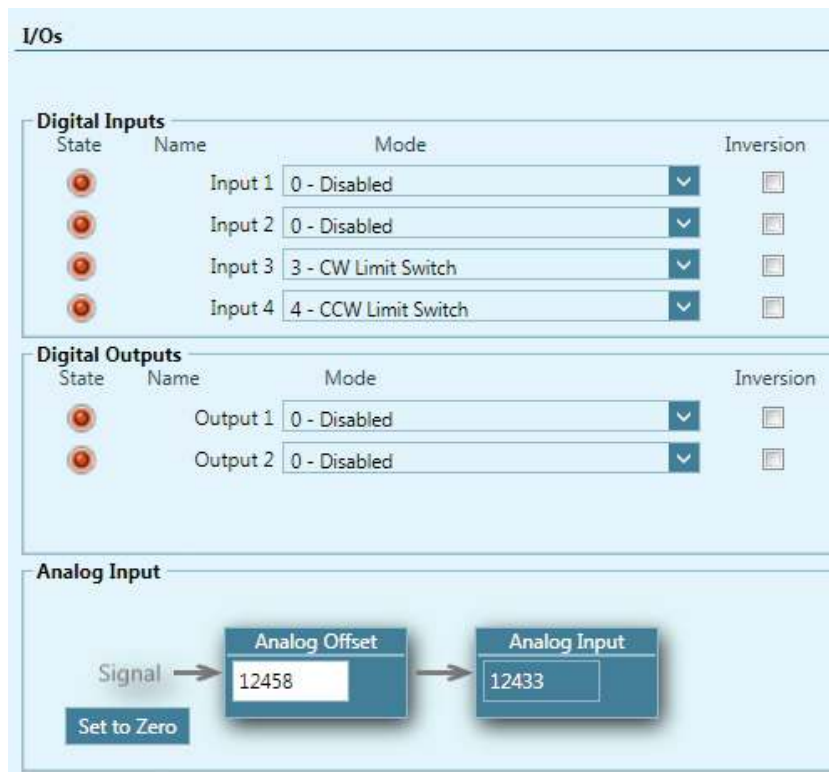 I/Os
Digital Inputs
State Name Mode Inversion
Input 1 0 - Disabled
Input 2 0 - Disabled
Input 3 3 - CW Limit Switch
Input 4 4 - CCW Limit Switch
Digital Outputs
State Name Mode Inversion
Output 1 0 - Disabled
Output 2 0 - Disabled
Analog Input
Analog Offset Analog Input
Signal 12458 12433
Set to Zero